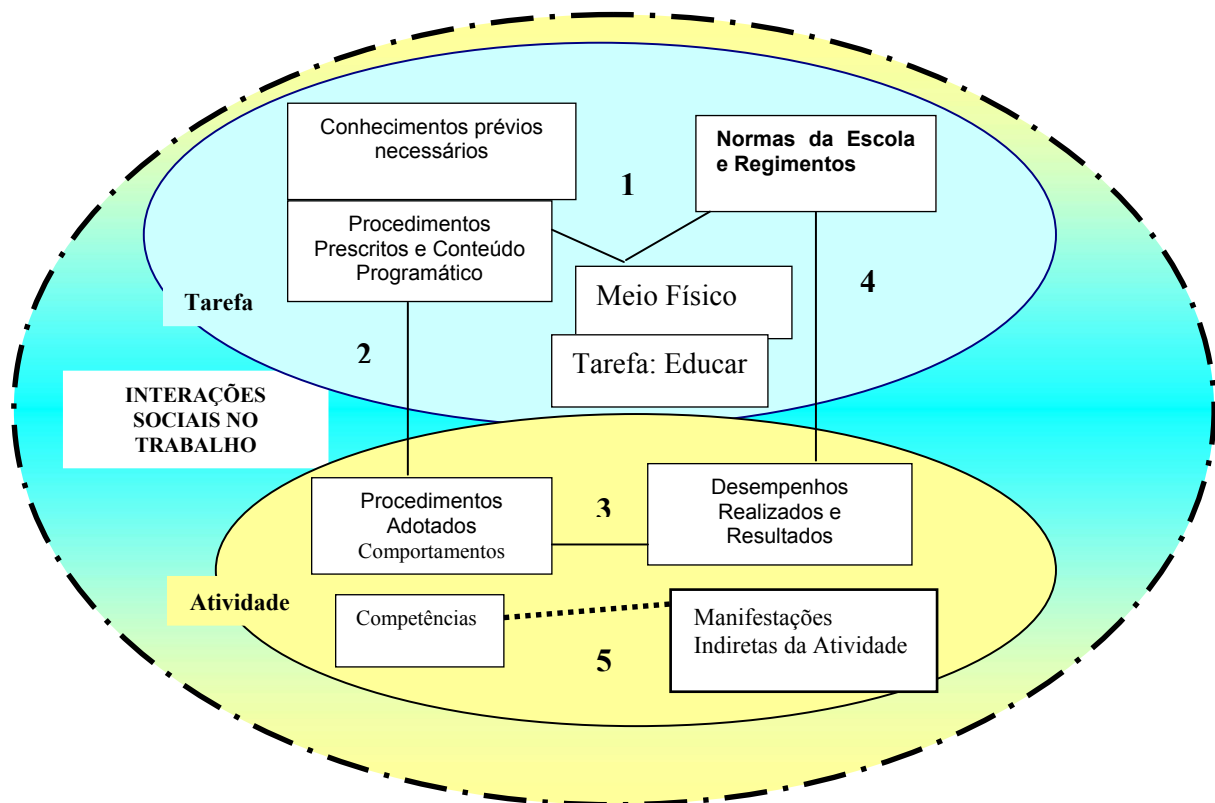 Conhecimentos prévios
necessários
Normas da Escola
e Regimentos
1
Procedimentos
Prescritos e Conteúdo
Programático
Meio Físico
4
Tarefa
2
Tarefa: Educar
INTERAÇÕES
SOCIAIS NO
TRABALHO
Procedimentos
Adotados
Comportamentos
3
Desempenhos
Realizados e
Resultados
Atividade
Competências
Manifestações
Indiretas da Atividade
5